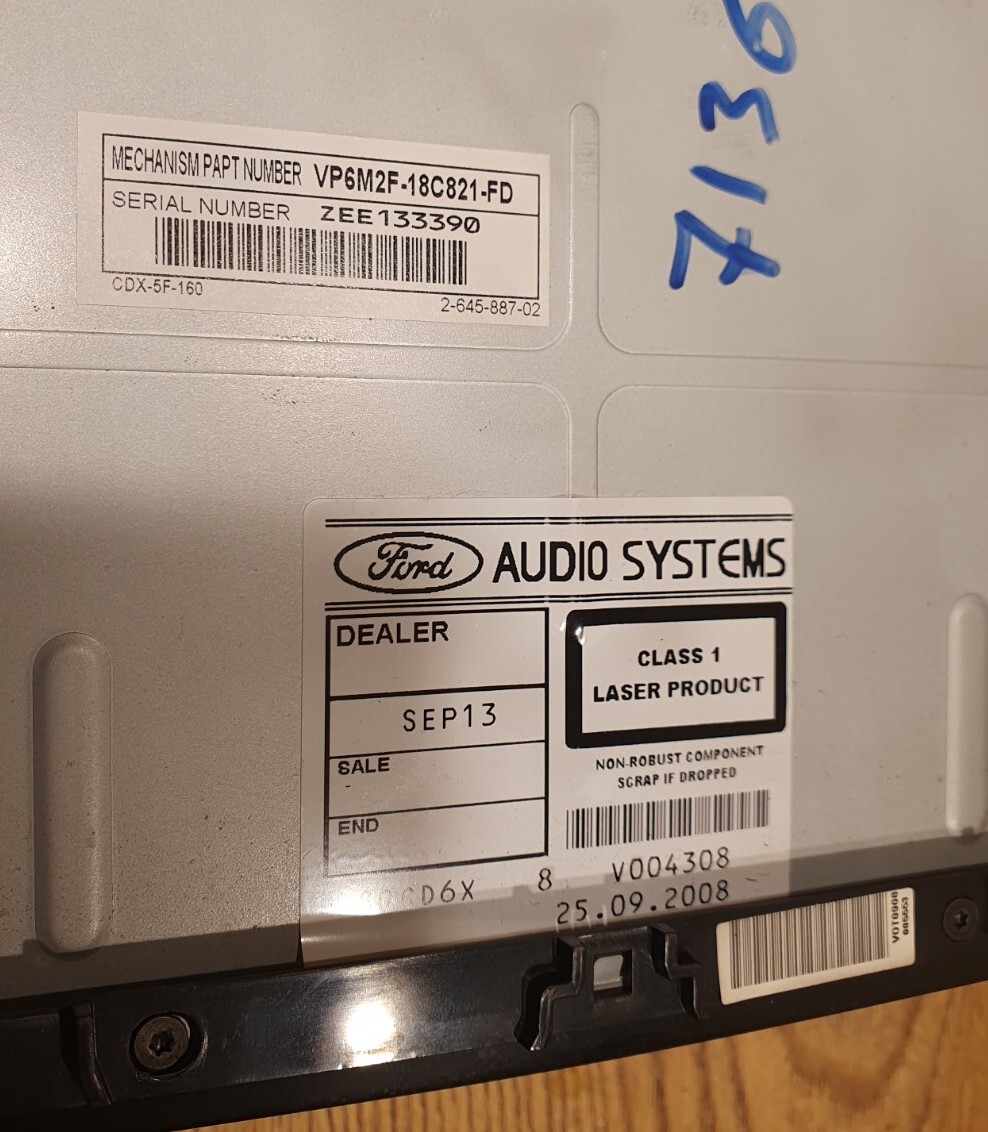 7136
MECHANISM PAPT NUMBER VP6M2F-18C821-FD
SERIAL NUMBER ZEE133390
CDX-5F-160
2-645-887-02
Ford AUDIO SYSTEMS
DEALER
SEP13
SALE
END
CLASS 1
LASER PRODUCT
NON-ROBUST COMPONENT
SCRAP IF DROPPED
CD6X 8 V004308
25.09.2008